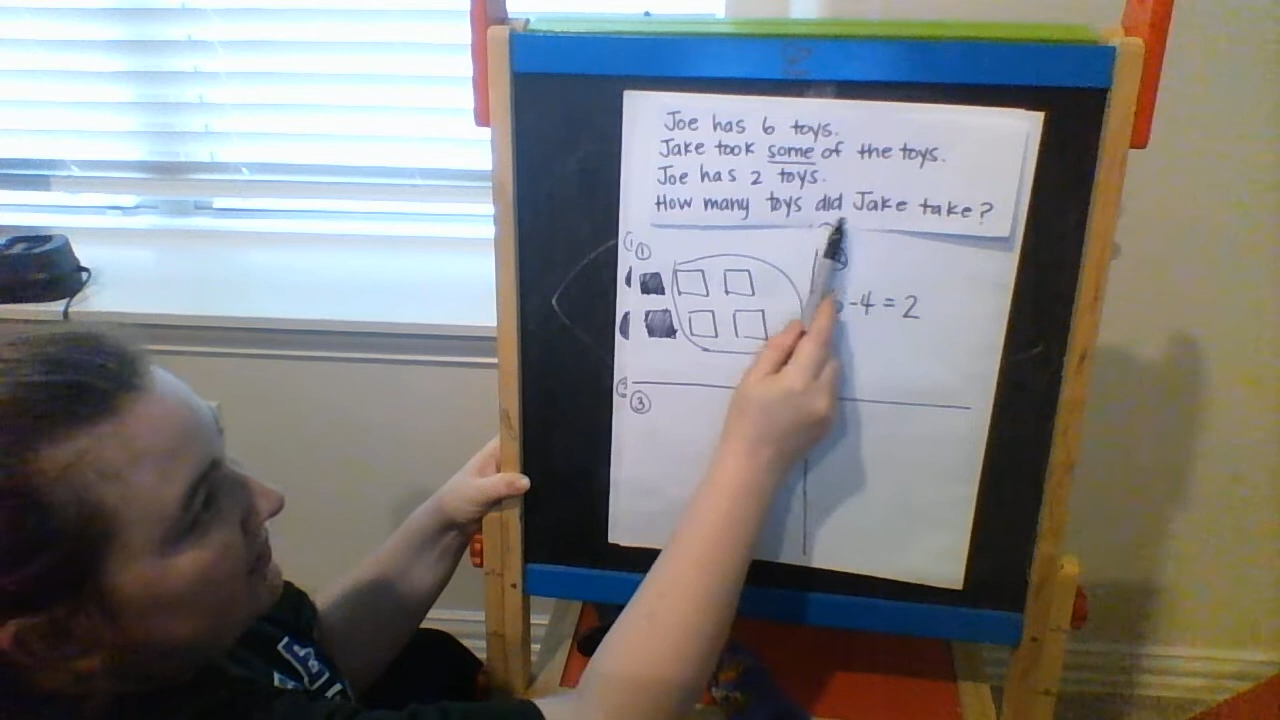 Joe has 6 toys.
Jake took some of the toys.
Joe has 2 toys.
How many toys did Jake take?
①
-4 = 2
③